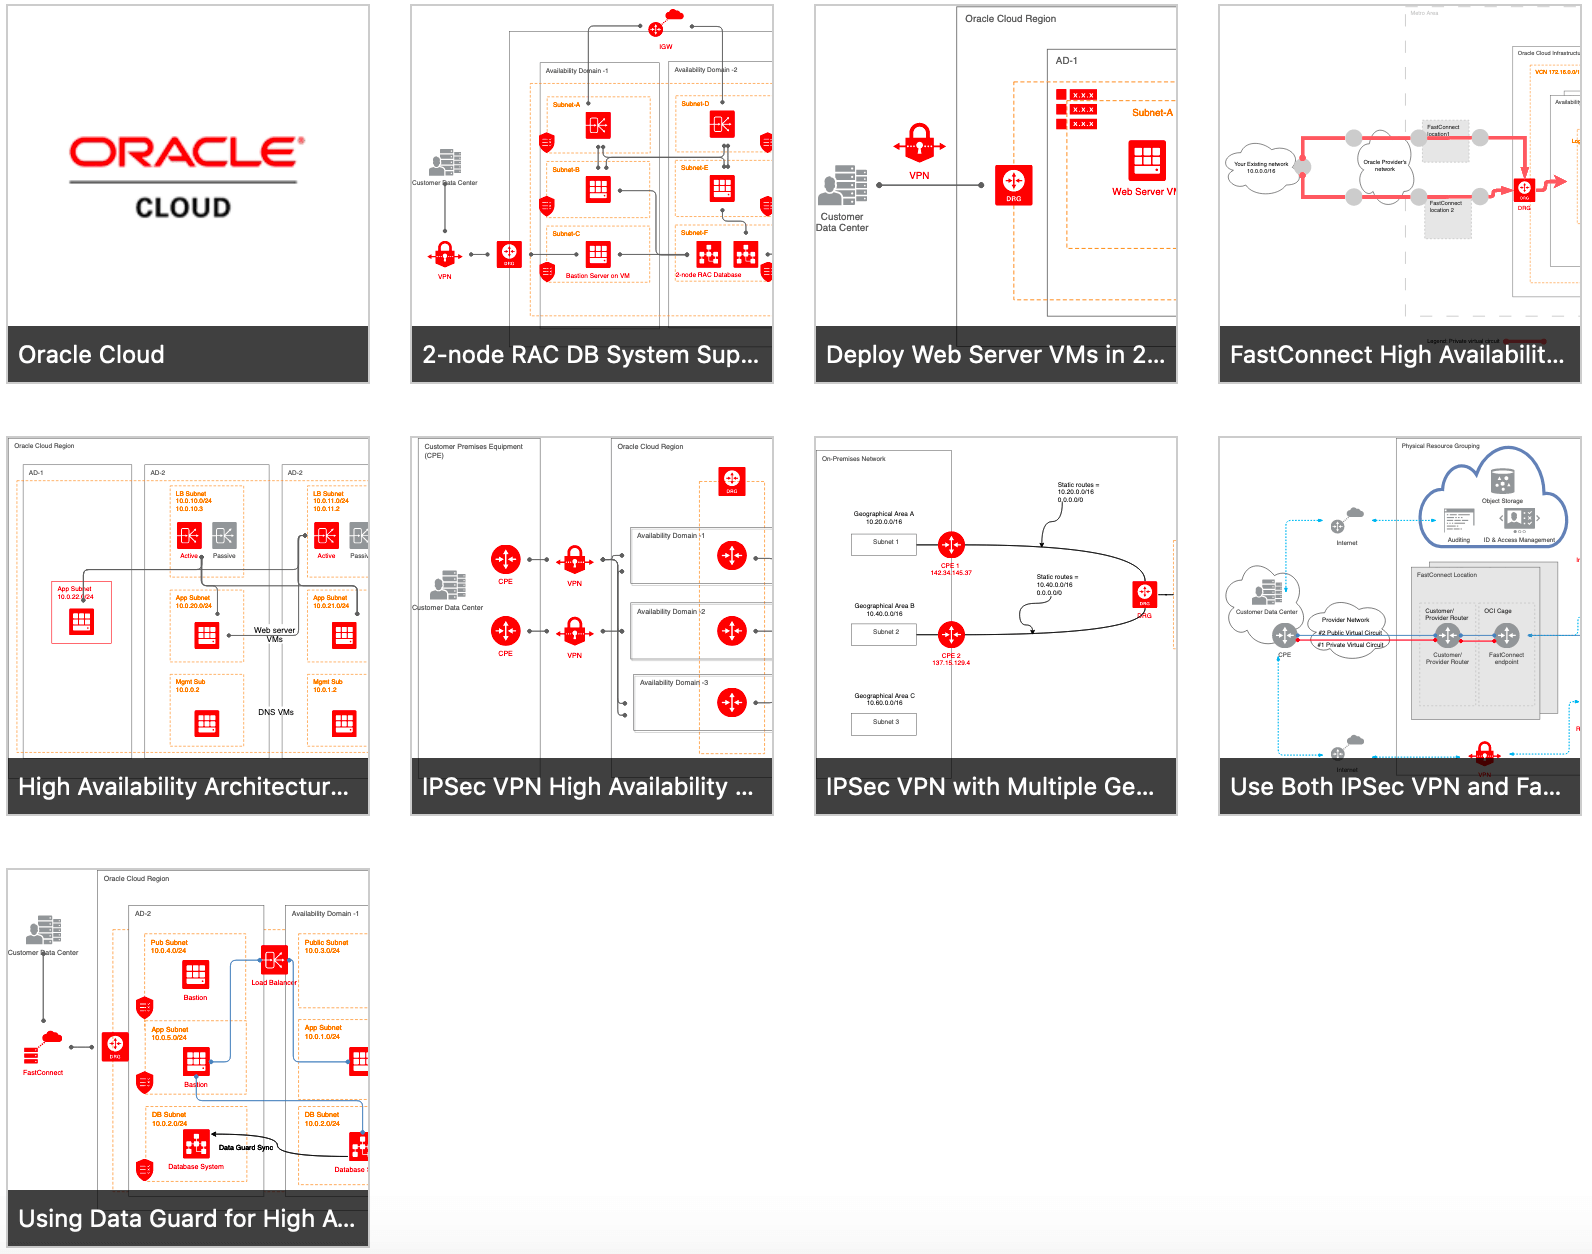 ORACLE
CLOUD
Oracle Cloud
IGW
Availability Domain -1
Availability Domain -2
Subnet-A
Subnet-D
Customer Data Center
Subnet-B
Subnet-E
Subnet-C
Subnet-F
VPN
DRG
Bastion Server on VM
2-node RAC Database
2-node RAC DB System Sup...
Oracle Cloud Region
AD-1
x.x.x
x.x.x
x.x.x
Subnet-A
VPN
Web Server VM
DRG
Customer
Data Center
Deploy Web Server VMs in 2...
Metro Area
Oracle Cloud Infrastructu
VCN 172.16.0.0/1
Availability
FastConnect
location1
Your Existing network
10.0.0.0/16
Oracle Provider's
network
DRG
DRG
FastConnect
location 2
Legend: Private virtual circuit
FastConnect High Availabilit...
Oracle Cloud Region
AD-1
AD-2
AD-2
LB Subnet
10.0.10.0/24
10.0.10.3
LB Subnet
10.0.11.0/24
10.0.11.2
Active
Passive
Active
Passiv
App Subnet
10.0.22.0/24
App Subnet
10.0.20.0/24
App Subnet
10.0.21.0/24
Web server
VMs
Mgmt Sub
10.0.0.2
Mgmt Sub
10.0.1.2
DNS VMs
High Availability Architectur...
Customer Premises Equipment
(CPE)
Oracle Cloud Region
DRG
Availability Domain -1
CPE
VPN
Customer Data Center
Availability Domain -2
CPE
VPN
Availability Domain -3
IPSec VPN High Availability ...
On-Premises Network
Static routes =
10.20.0.0/16
0.0.0.0/0
Geographical Area A
10.20.0.0/16
Subnet 1
CPE 1
142.34.145.37
Static routes =
10.40.0.0/16
0.0.0.0/0
DRG
DRG
Geographical Area B
10.40.0.0/16
Subnet 2
CPE 2
137.15.129.4
Geographical Area C
10.60.0.0/16
Subnet 3
IPSec VPN with Multiple Ge...
Physical Resource Grouping
Object Storage
Auditing
ID & Access Management
Internet
FastConnect Location
Customer Data Center
Provider Network
Customer/
Provider Router
OCI Cage
#2 Public Virtual Circuit
#1 Private Virtual Circuit
CPE
Customer/
Provider Router
FastConnect
endpoint
Internet
VPN
Use Both IPSec VPN and Fa...
Oracle Cloud Region
AD-2
Availability Domain -1
Customer Data Center
Pub Subnet
10.0.4.0/24
Public Subnet
10.0.3.0/24
Load Balancer
Bastion
App Subnet
10.0.5.0/24
App Subnet
10.0.1.0/24
DRG
FastConnect
Bastion
DB Subnet
10.0.2.0/24
DB Subnet
10.0.2.0/24
Data Guard Sync
Database System
Database S
Using Data Guard for High A...